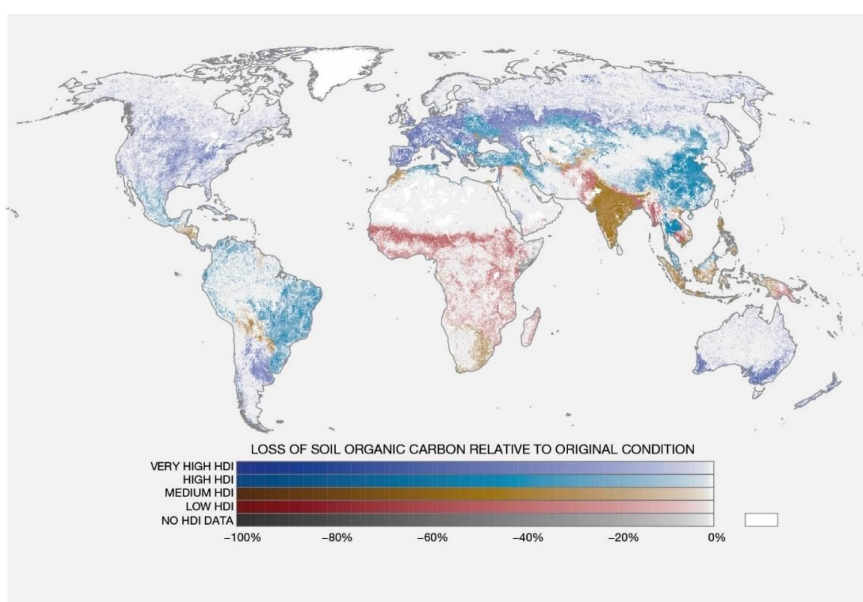 LOSS OF SOIL ORGANIC CARBON RELATIVE TO ORIGINAL CONDITION
VERY HIGH HDI
HIGH HDI
MEDIUM HDI
LOW HDI
NO HDI DATA
−100% −80% −60% −40% −20% 0%